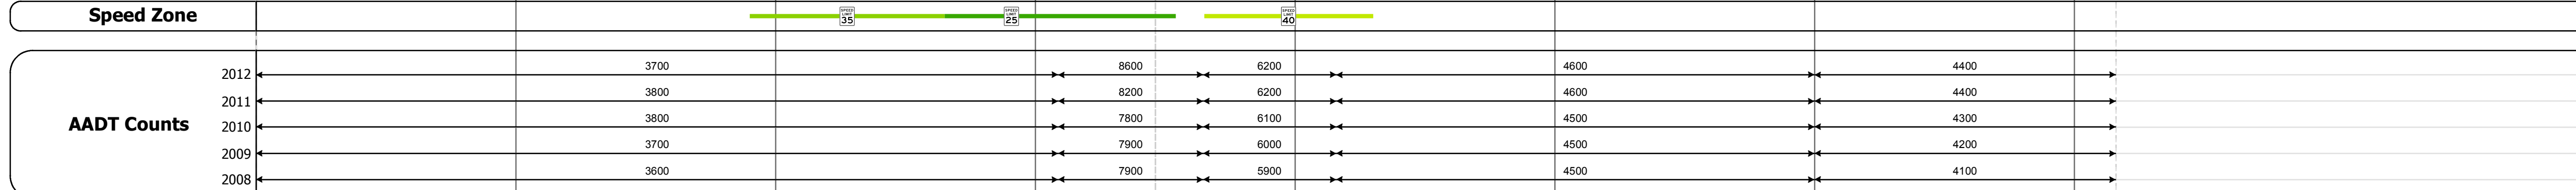 Speed Zone
SPEED LIMIT 35
SPEED LIMIT 25
SPEED LIMIT 40
AADT Counts
2012 3700 8600 6200 4600 4400
2011 3800 8200 6200 4600 4400
2010 3800 7800 6100 4500 4300
2009 3700 7900 6000 4500 4200
2008 3600 7900 5900 4500 4100